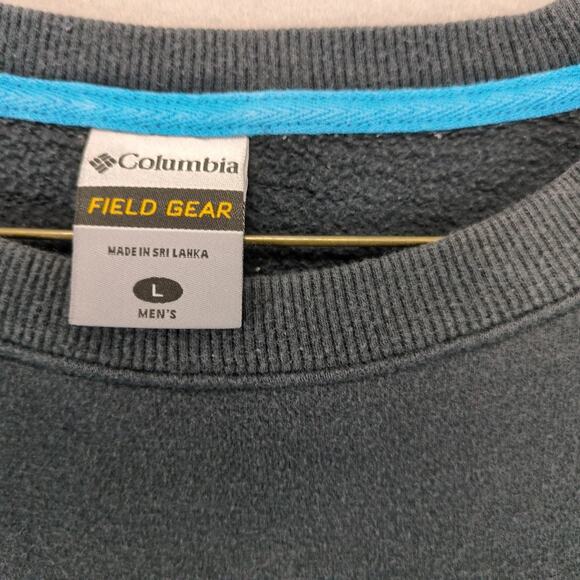 Columbia
FIELD GEAR
MADE IN SRI LANKA
L
MEN'S